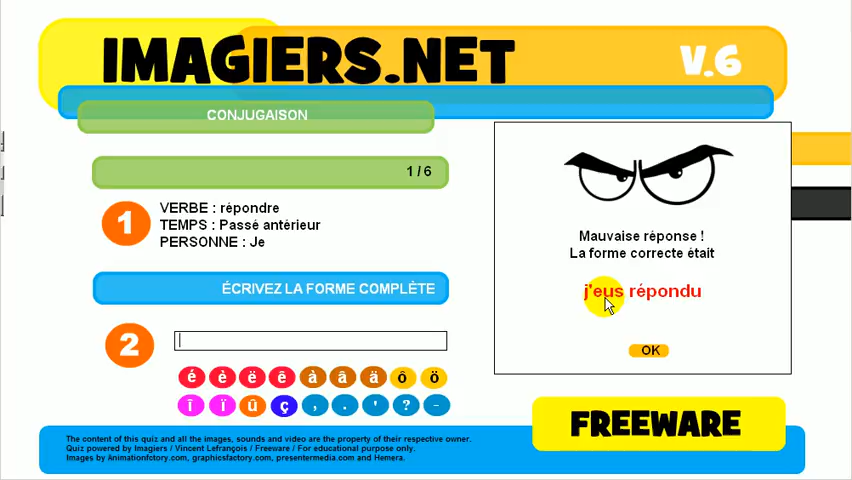 IMAGIERS.NET
V.6
CONJUGAISON
1 / 6
1
VERBE : répondre
TEMPS : Passé antérieur
PERSONNE : Je
ÉCRIVEZ LA FORME COMPLÈTE
2
é è ë ê à â ä ô ö
î ï û ç , . ' ? -
Mauvaise réponse !
La forme correcte était
j'eus répondu
OK
FREEWARE
The content of this quiz and all the images, sounds and video are the property of their respective owner.
Quiz powered by Imagiers / Vincent Lefrançois / Freeware / For educational purpose only.
Images by Animationfctory.com, graphicsfactory.com, presentermedia.com and Hemera.